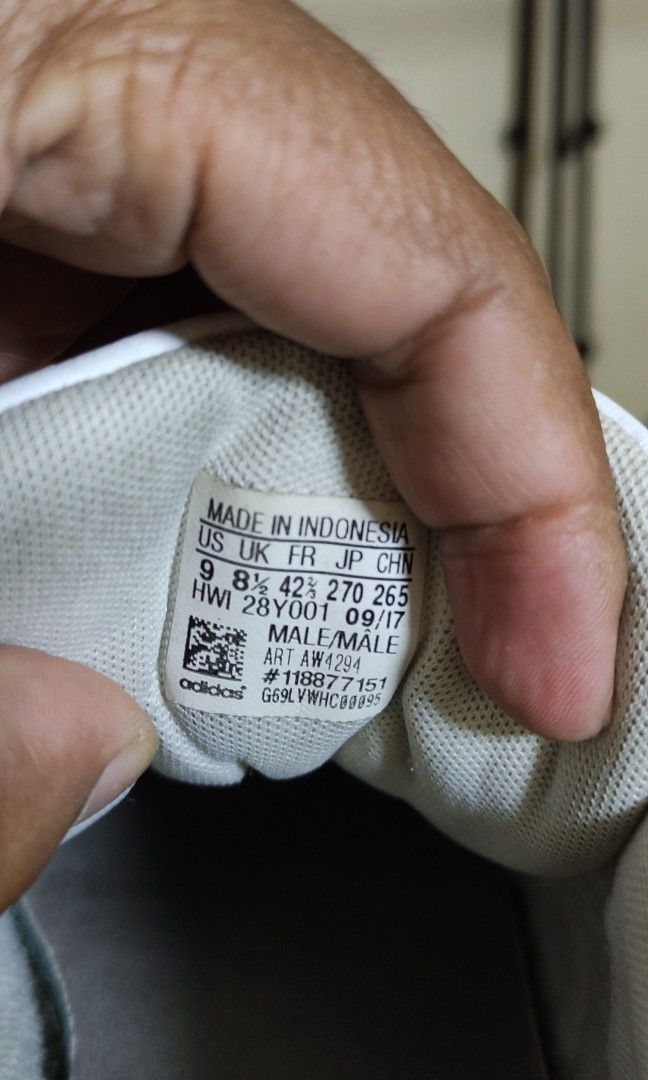 MADE IN INDONESIA
US UK FR JP CHN
9 8½ 42⅔ 270 265
HWI 28Y001 09/17
MALE/MÂLE
ART AW4294
#118877151
adidas
G69LVWHC00095